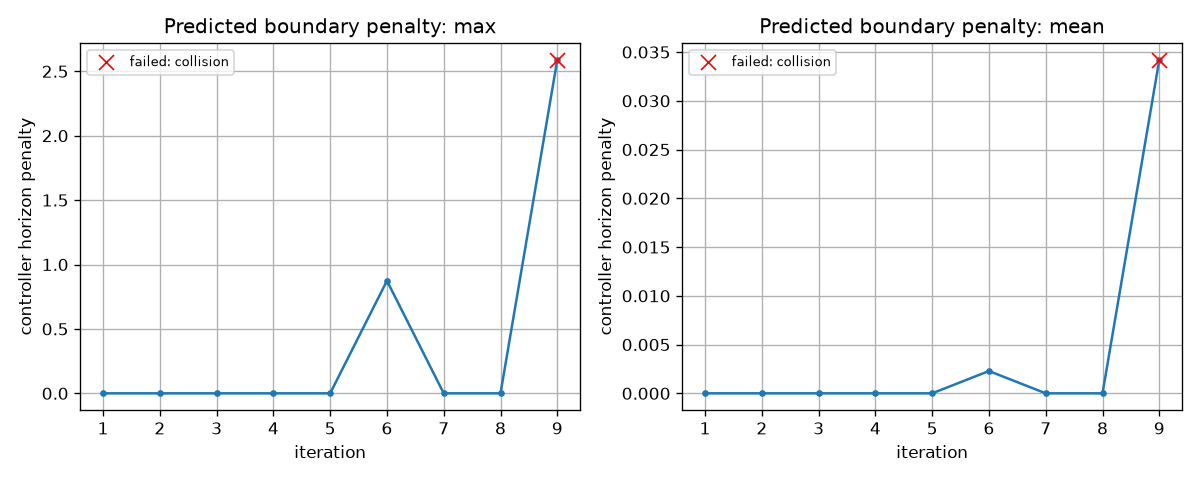 Predicted boundary penalty: max
failed: collision
controller horizon penalty
2.5
2.0
1.5
1.0
0.5
0.0
1 2 3 4 5 6 7 8 9
iteration
Predicted boundary penalty: mean
failed: collision
controller horizon penalty
0.035
0.030
0.025
0.020
0.015
0.010
0.005
0.000
1 2 3 4 5 6 7 8 9
iteration